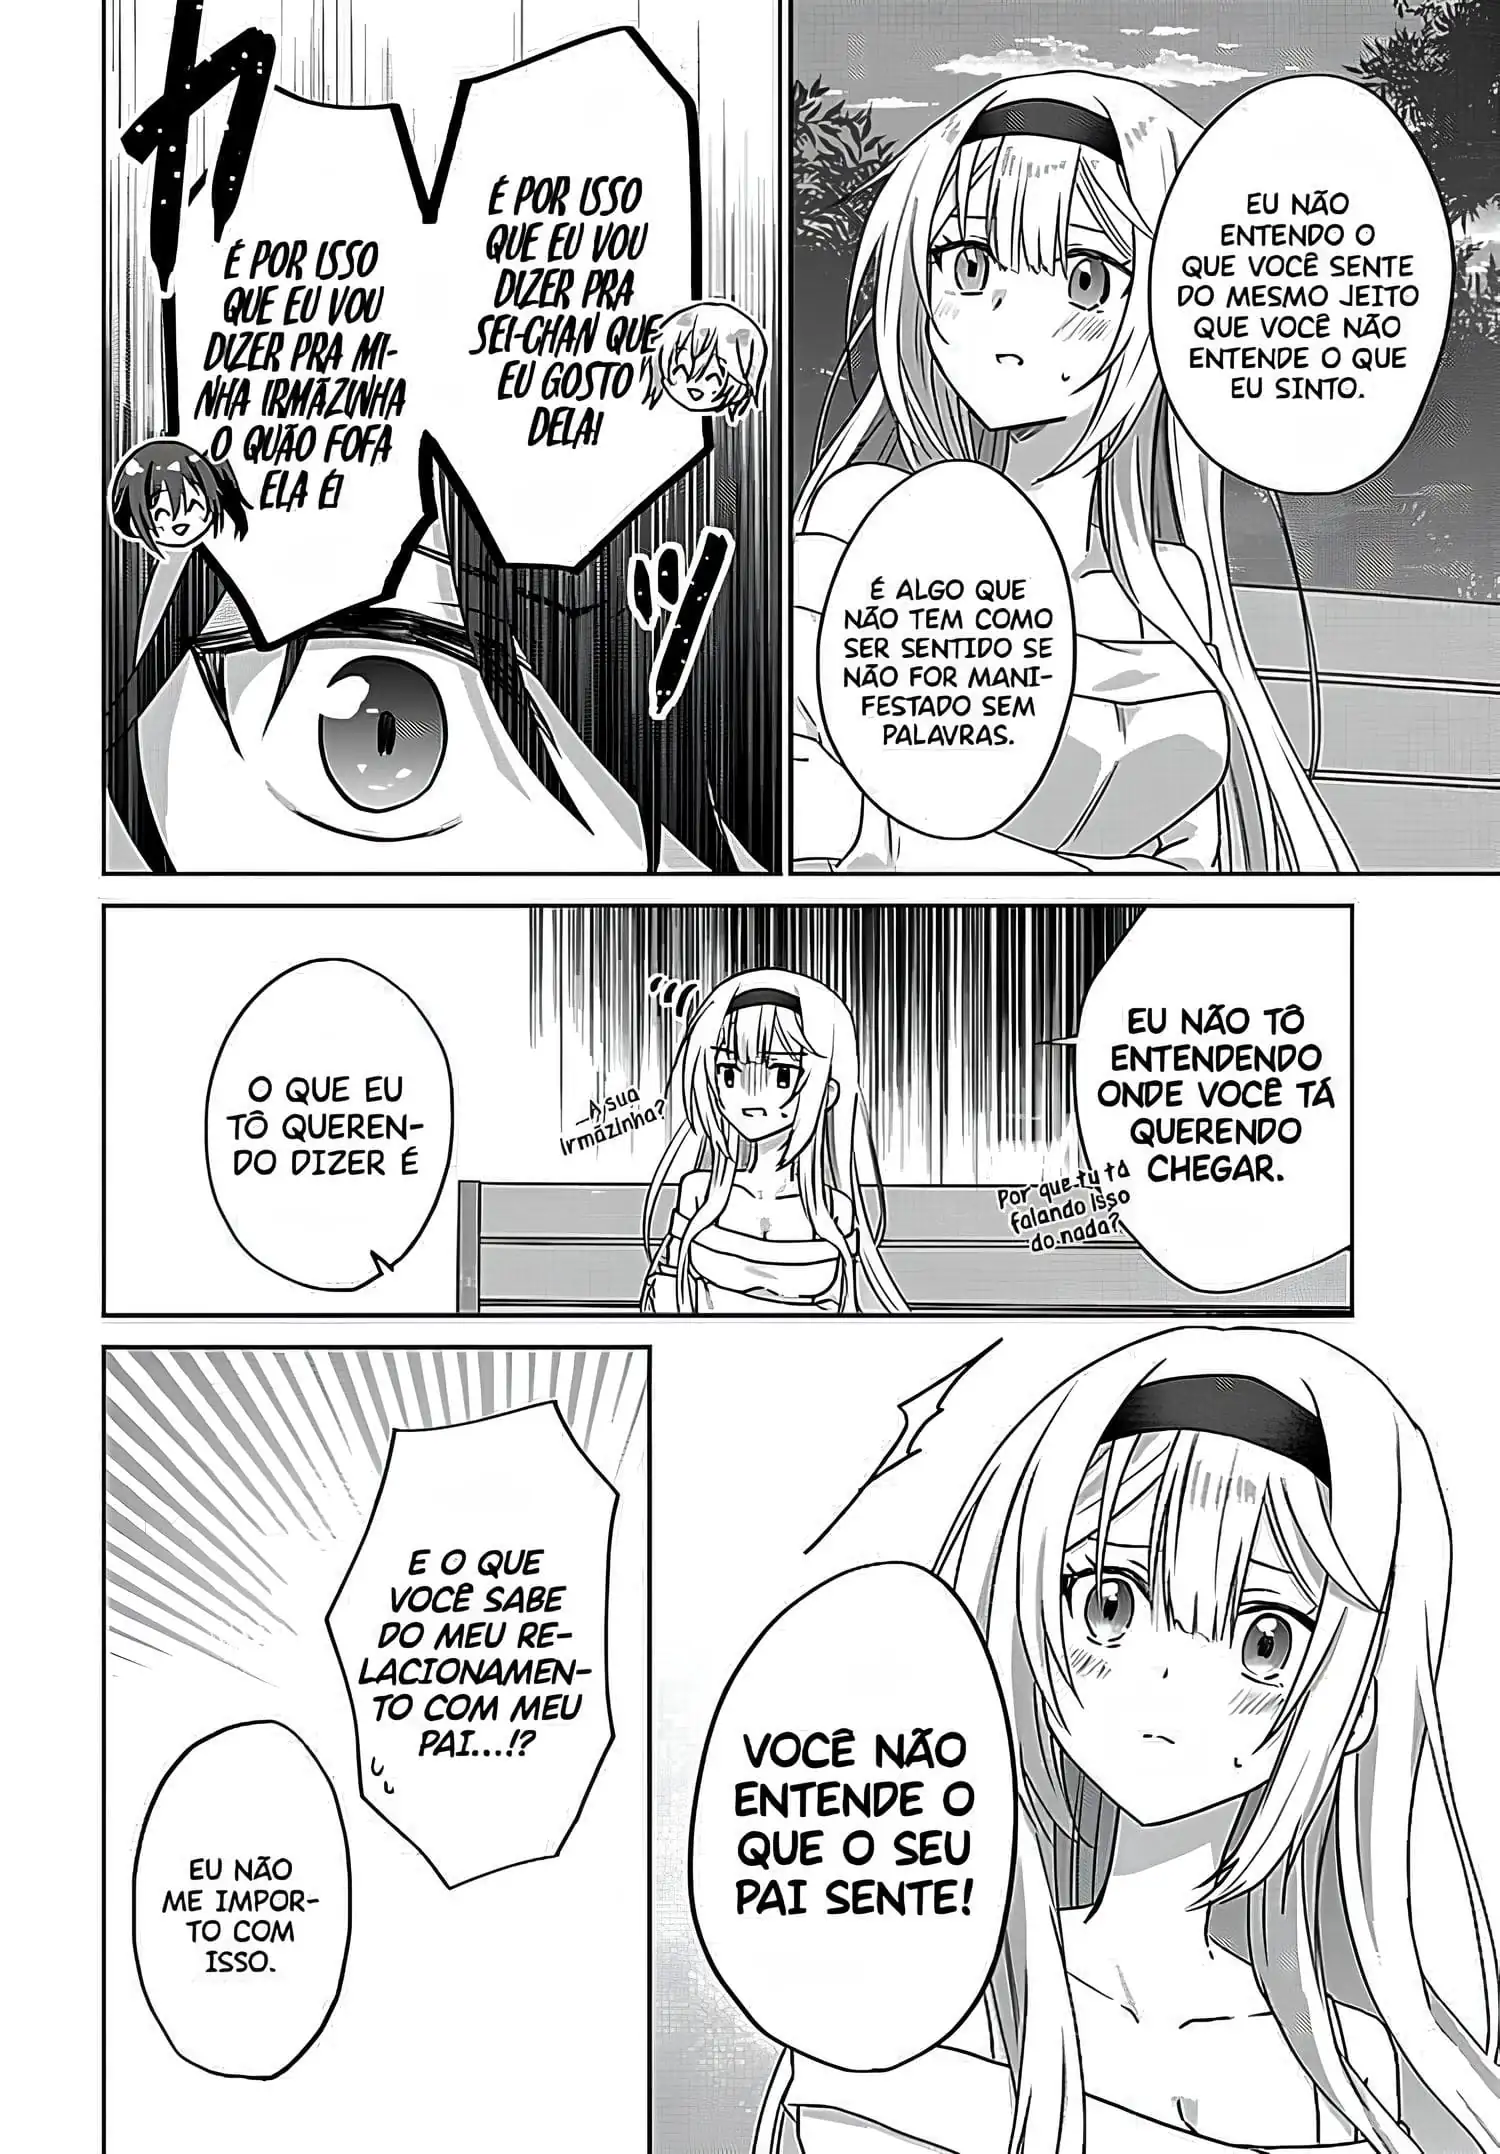 EU NÃO
ENTENDO O
QUE VOCÊ SENTE
DO MESMO JEITO
QUE VOCÊ NÃO
ENTENDE O QUE
EU SINTO.
É ALGO QUE
NÃO TEM COMO
SER SENTIDO SE
NÃO FOR MANI-
FESTADO SEM
PALAVRAS.
É POR ISSO
QUE EU VOU
DIZER PRA
SEI-CHAN QUE
EU GOSTO
DELA!
É POR ISSO
QUE EU VOU
DIZER PRA MI-
NHA IRMÃZINHA
O QUÃO FOFA
ELA É!
EU NÃO TÔ
ENTENDENDO
ONDE VOCÊ TÁ
QUERENDO
CHEGAR.
Por que tu tá
falando isso
do nada?
...A sua
irmãzinha?
O QUE EU
TÔ QUEREN-
DO DIZER É
VOCÊ NÃO
ENTENDE O
QUE O SEU
PAI SENTE!
E O QUE
VOCÊ SABE
DO MEU RE-
LACIONAMEN-
TO COM MEU
PAI...!?
EU NÃO
ME IMPOR-
TO COM
ISSO.